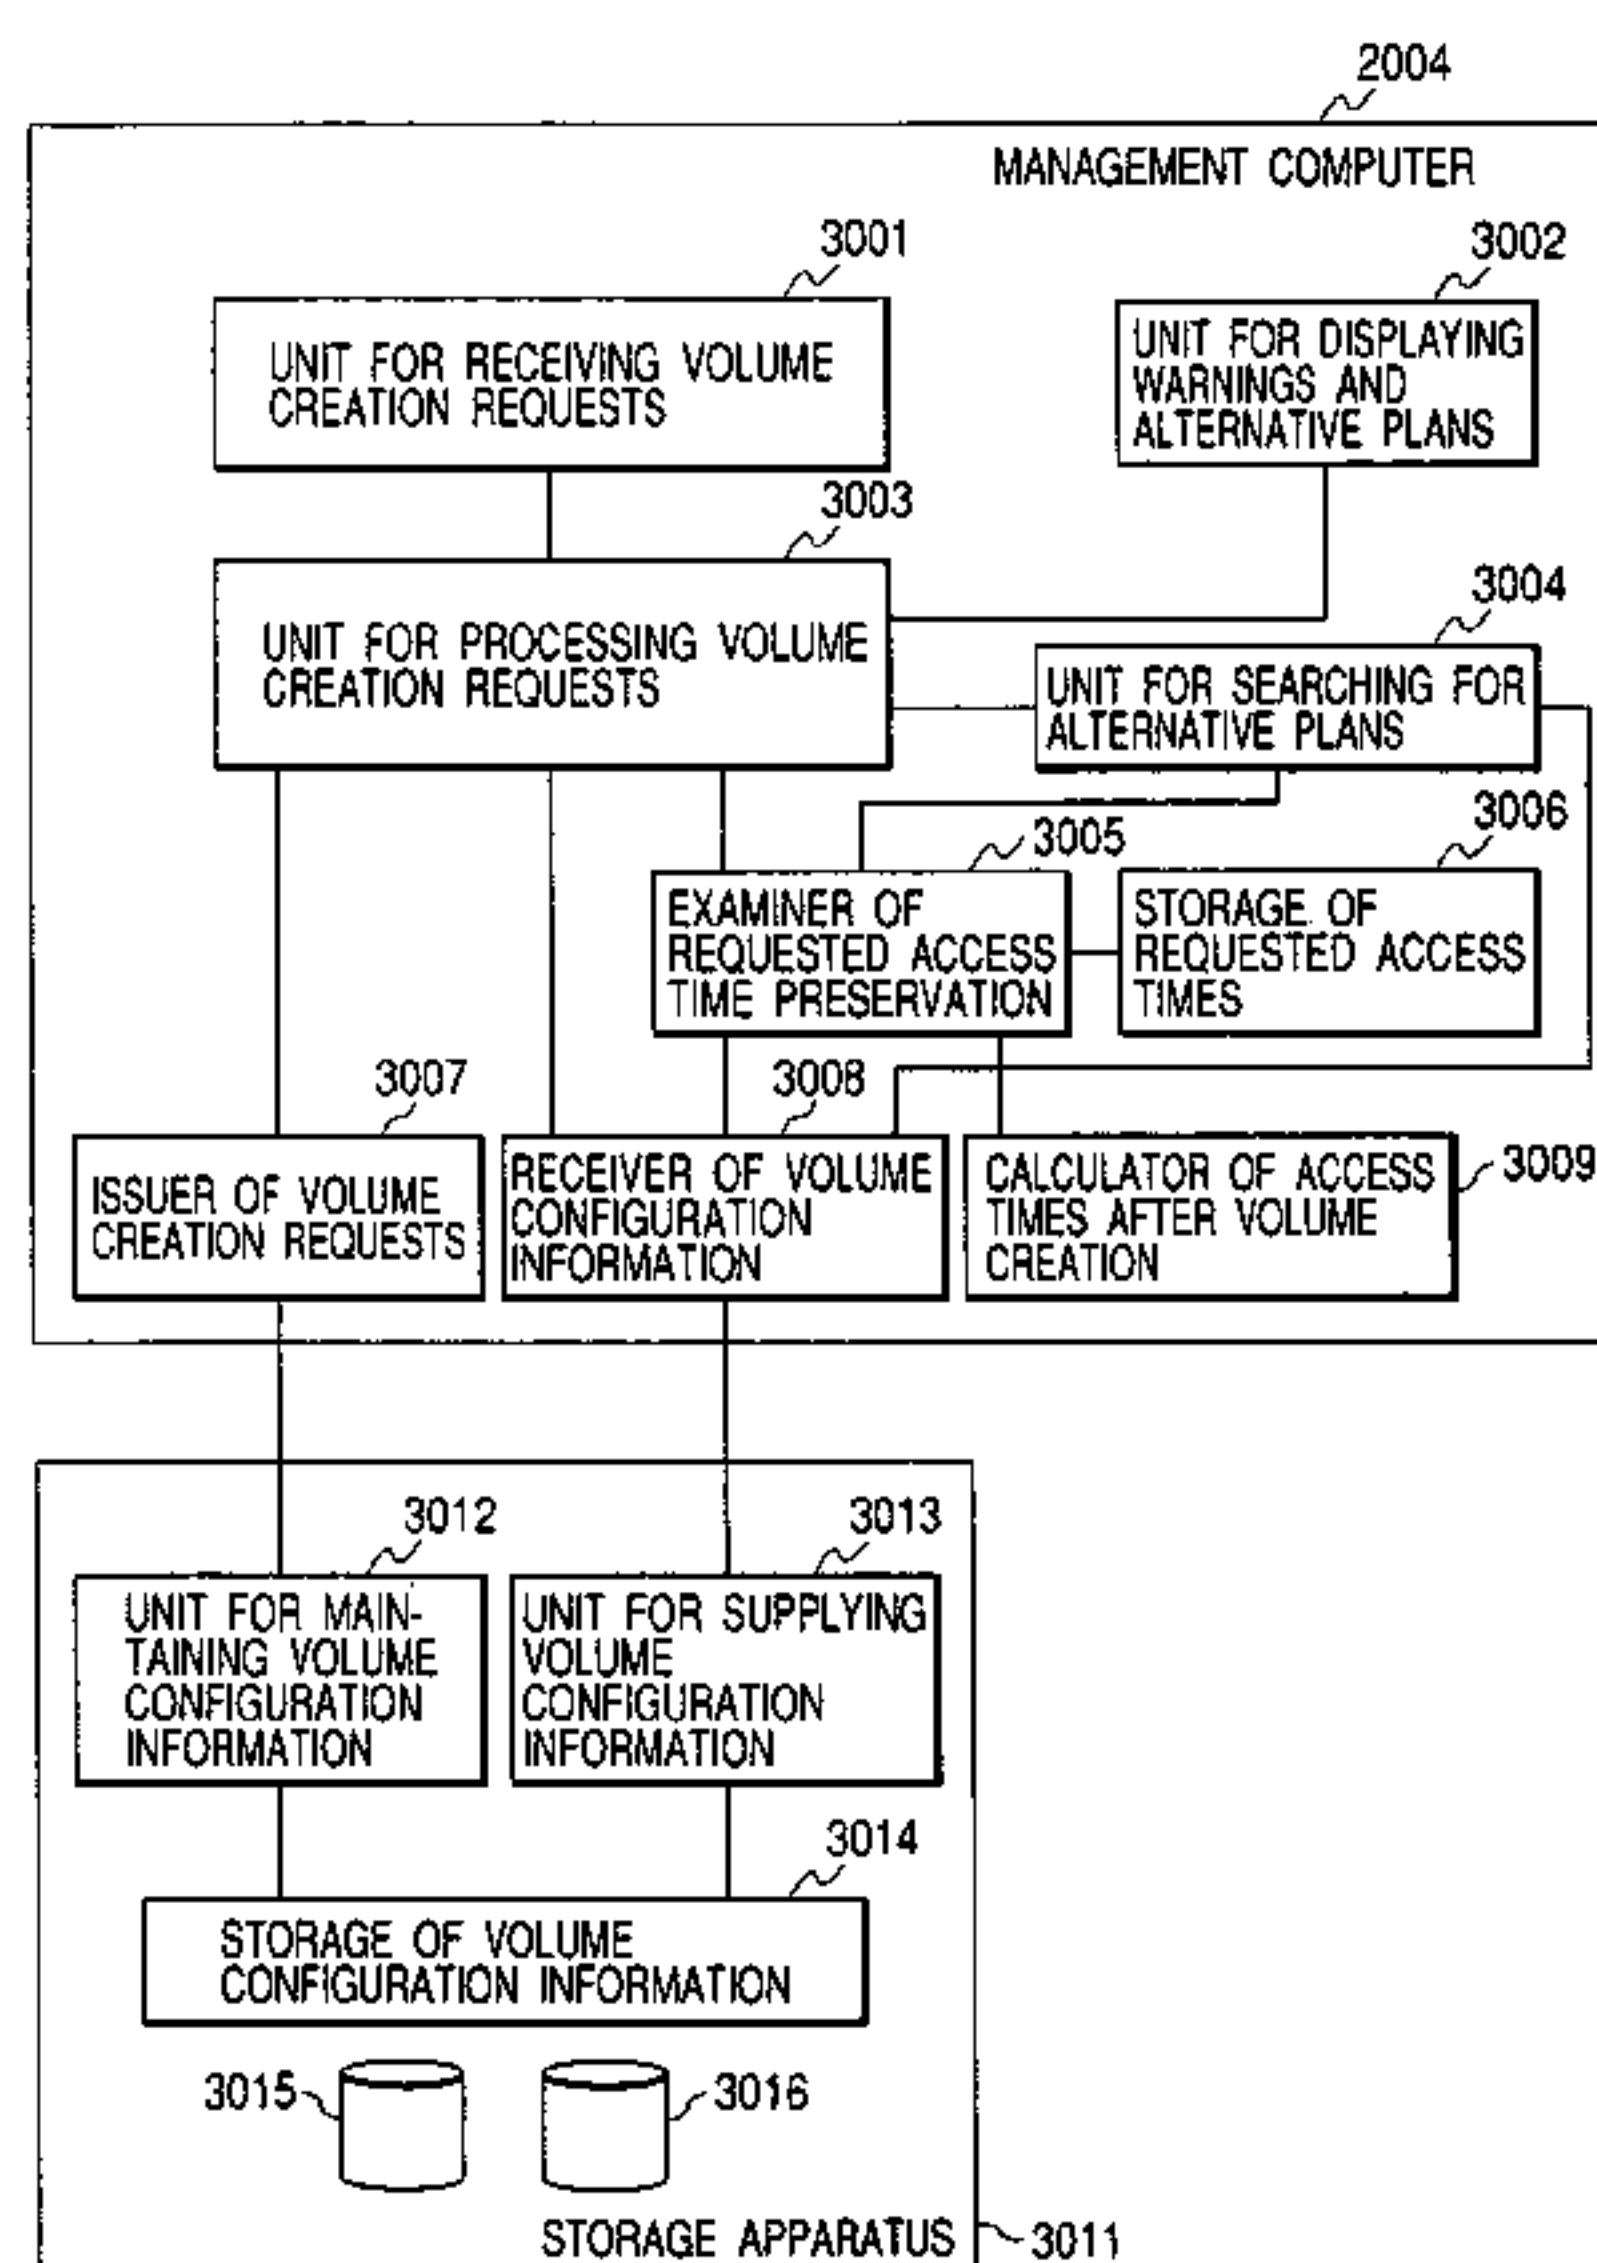 2004
MANAGEMENT COMPUTER
3001
3002
UNIT FOR RECEIVING VOLUME
CREATION REQUESTS
UNIT FOR DISPLAYING
WARNINGS AND
ALTERNATIVE PLANS
3003
3004
UNIT FOR PROCESSING VOLUME
CREATION REQUESTS
UNIT FOR SEARCHING FOR
ALTERNATIVE PLANS
3005
3006
EXAMINER OF
REQUESTED ACCESS
TIME PRESERVATION
STORAGE OF
REQUESTED ACCESS
TIMES
3007
3008
3009
ISSUER OF VOLUME
CREATION REQUESTS
RECEIVER OF VOLUME
CONFIGURATION
INFORMATION
CALCULATOR OF ACCESS
TIMES AFTER VOLUME
CREATION
3012
3013
UNIT FOR MAIN-
TAINING VOLUME
CONFIGURATION
INFORMATION
UNIT FOR SUPPLYING
VOLUME
CONFIGURATION
INFORMATION
3014
STORAGE OF VOLUME
CONFIGURATION INFORMATION
3015
3016
STORAGE APPARATUS
3011